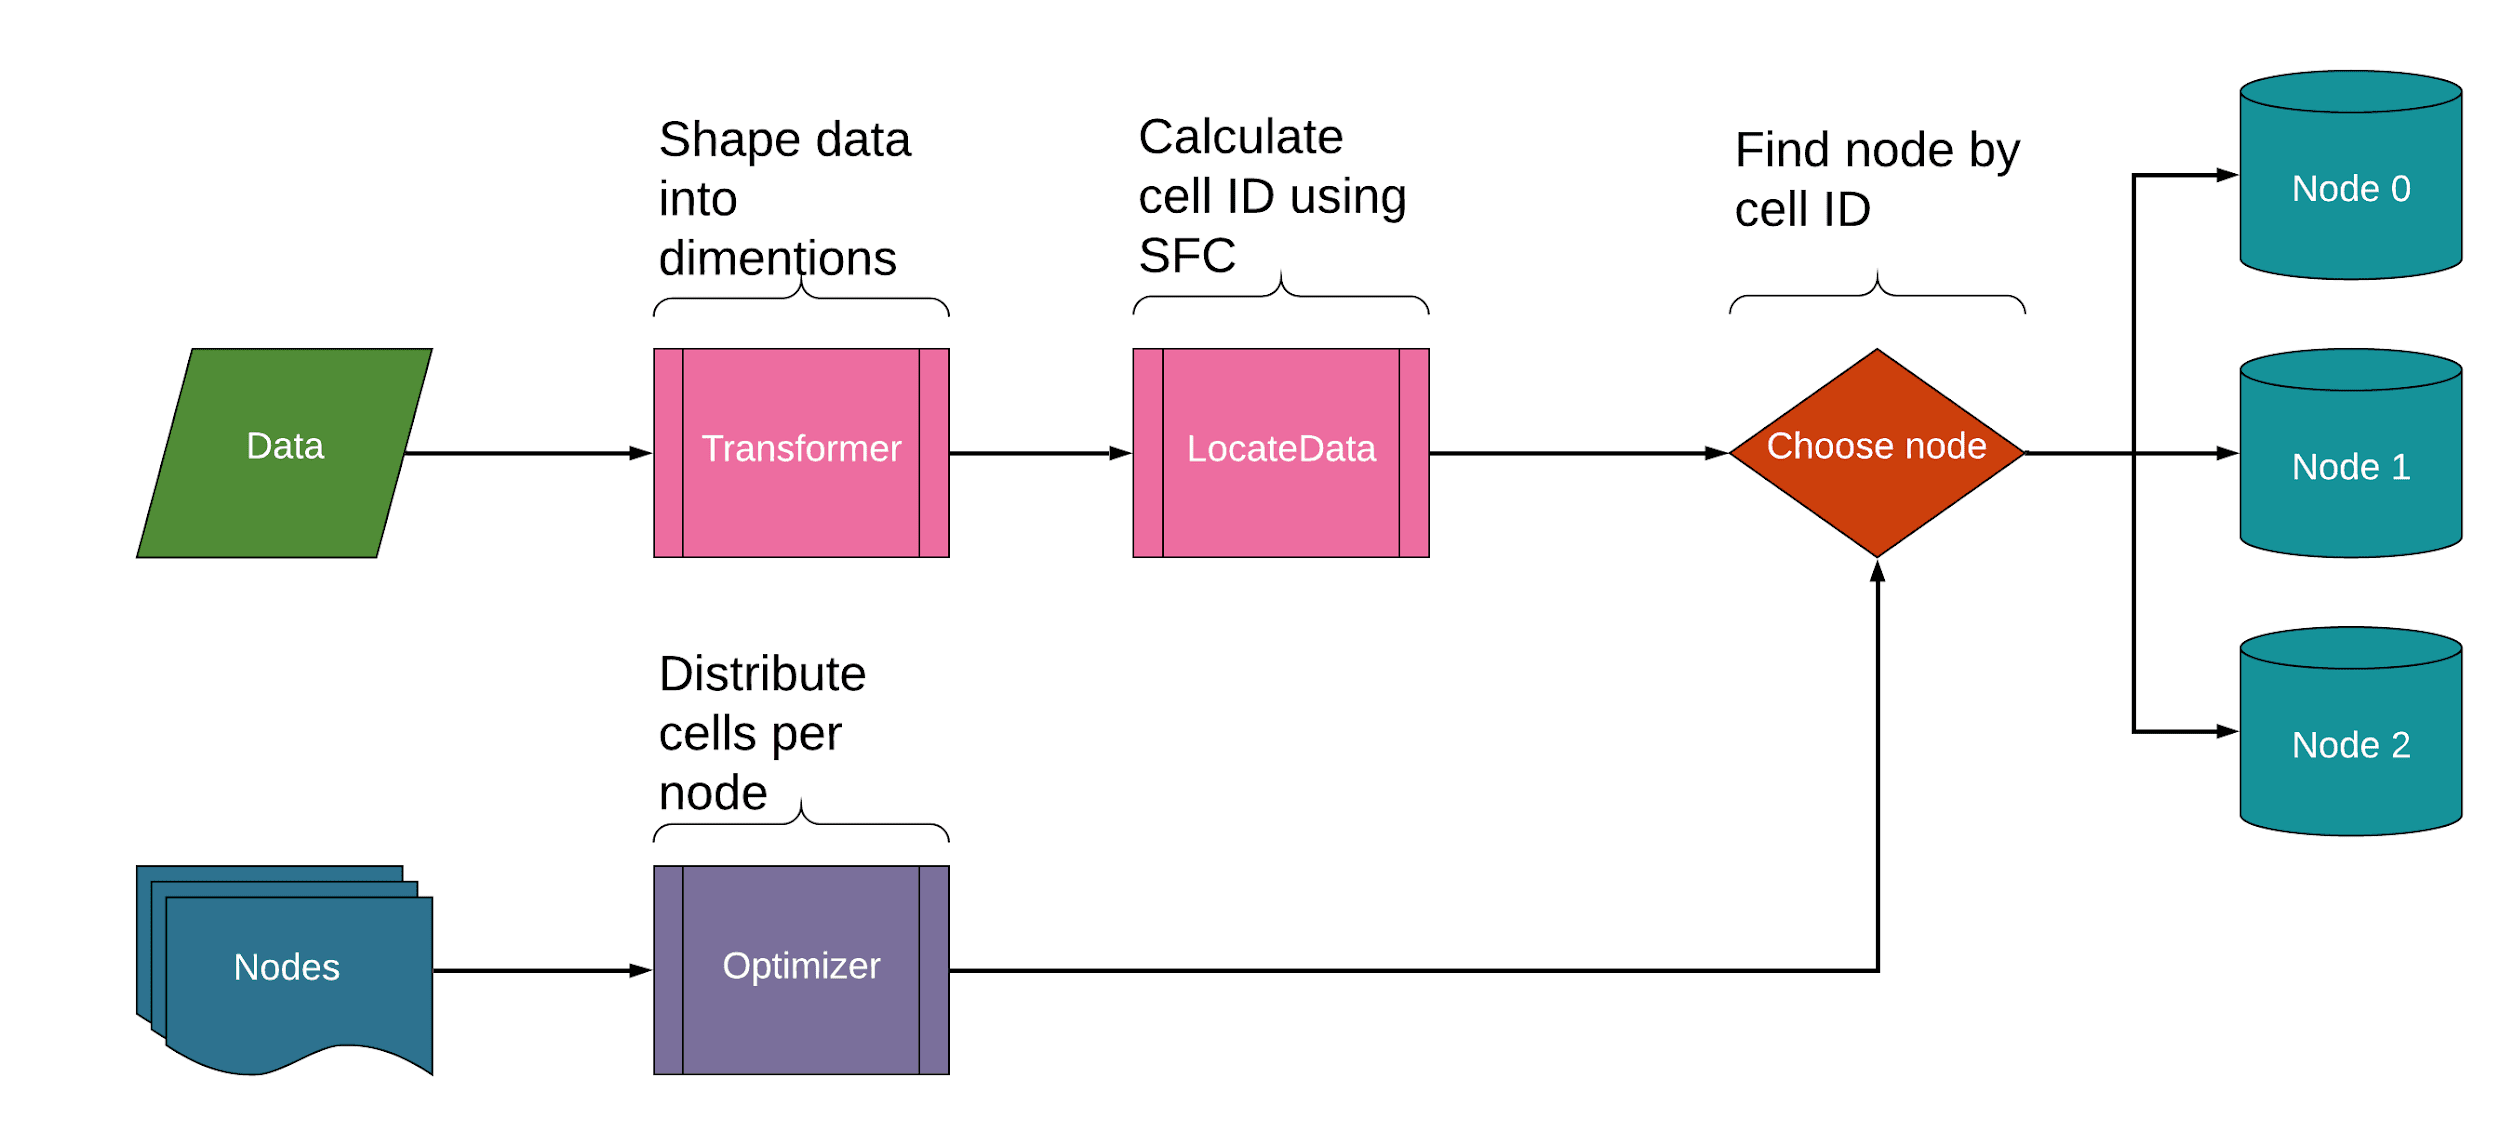 Shape data
into
dimentions
Calculate
cell ID using
SFC
Find node by
cell ID
Node 0
Data
Transformer
LocateData
Choose node
Node 1
Distribute
cells per
node
Node 2
Nodes
Optimizer